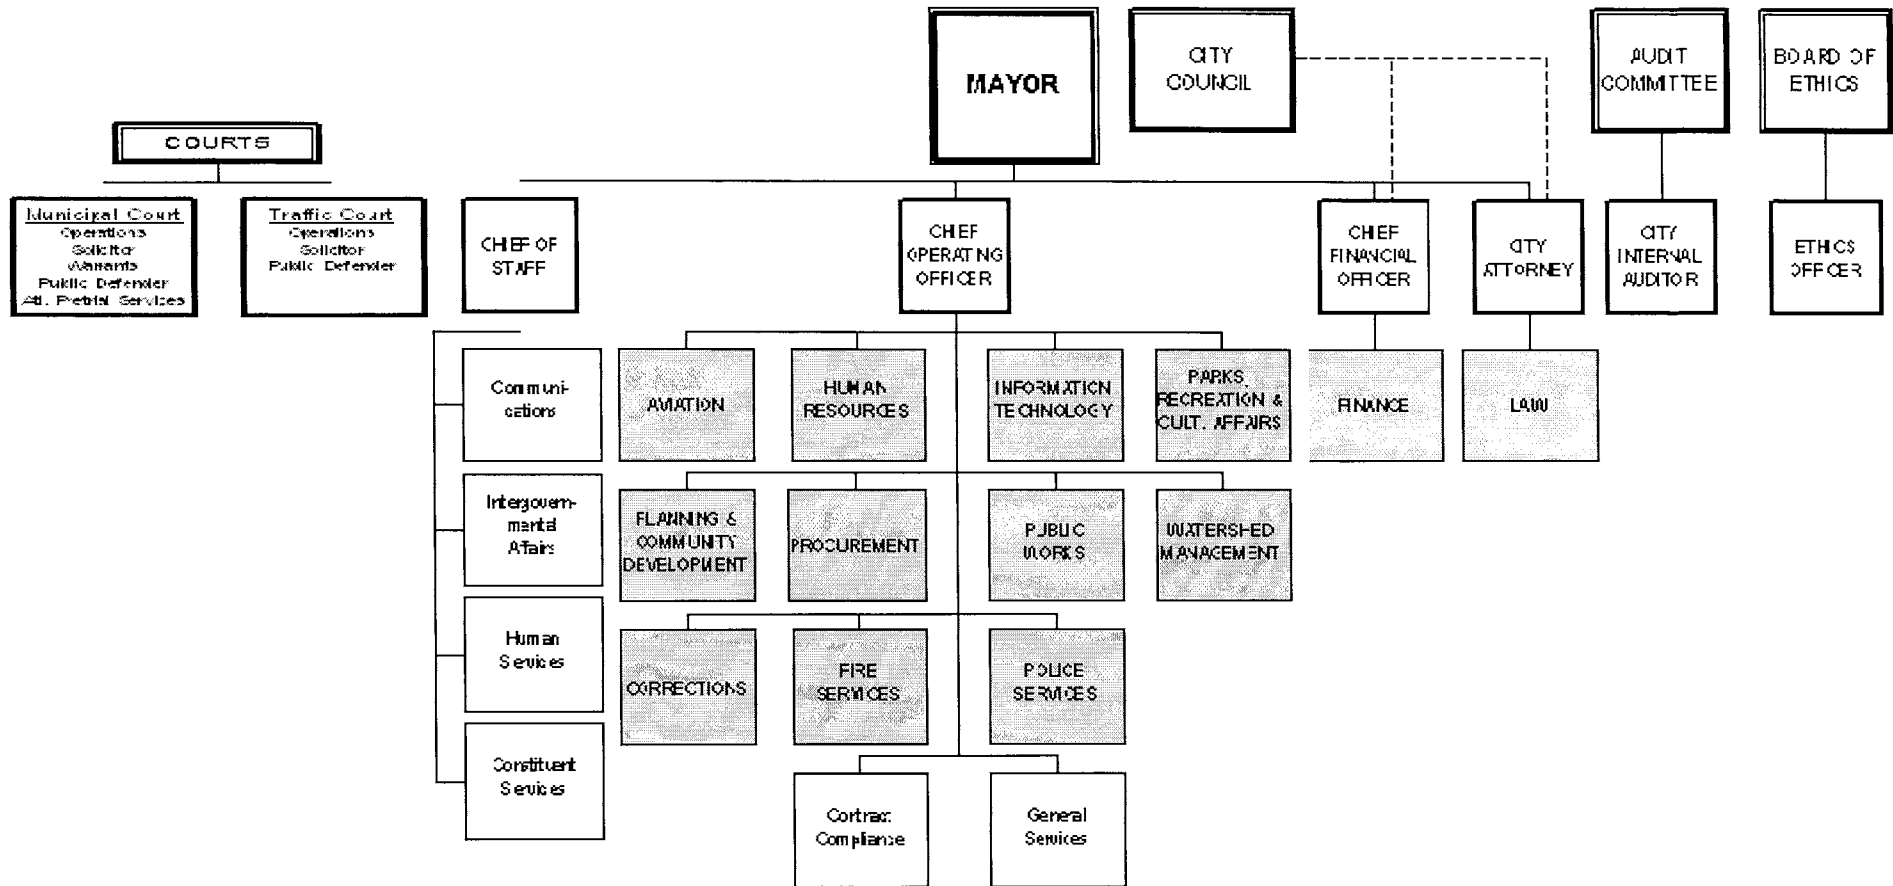 MAYOR
CITY
COUNCIL
AUDIT
COMMITTEE
BOARD OF
ETHICS
COURTS
Municipal Court
Operations
Solicitor
Warrants
Public Defender
Atl. Pretrial Services
Traffic Court
Operations
Solicitor
Public Defender
CHIEF OF
STAFF
CHIEF
OPERATING
OFFICER
CHIEF
FINANCIAL
OFFICER
CITY
ATTORNEY
CITY
INTERNAL
AUDITOR
ETHICS
OFFICER
Communi-
cations
AVIATION
HUMAN
RESOURCES
INFORMATION
TECHNOLOGY
PARKS,
RECREATION &
CULT. AFFAIRS
FINANCE
LAW
Intergovern-
mental
Affairs
PLANNING &
COMMUNITY
DEVELOPMENT
PROCUREMENT
PUBLIC
WORKS
WATERSHED
MANAGEMENT
Human
Services
CORRECTIONS
FIRE
SERVICES
POLICE
SERVICES
Constituent
Services
Contract
Compliance
General
Services